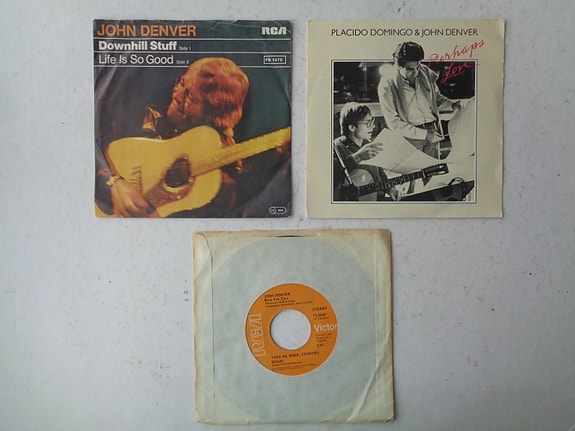 JOHN DENVER
RCA
Downhill Stuff Side 1
Life Is So Good Side 2
PB 1479
PLACIDO DOMINGO & JOHN DENVER
Perhaps
Love
JOHN DENVER
STEREO
RCA
Victor
TAKE ME HOME, COUNTRY
ROADS